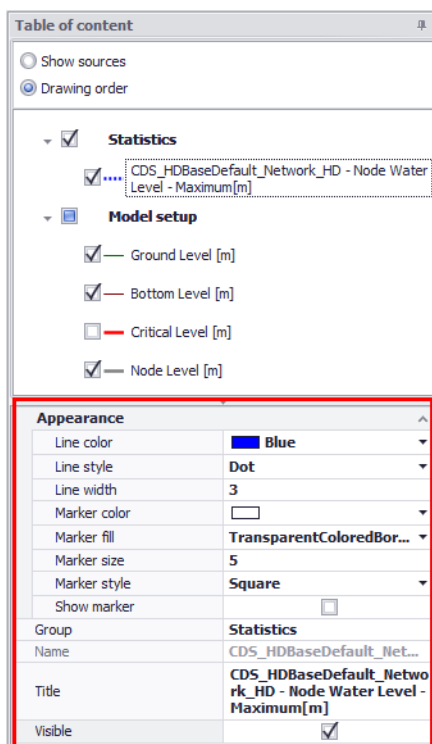 Table of content
Show sources
Drawing order
Statistics
CDS_HDBaseDefault_Network_HD - Node Water
Level - Maximum[m]
Model setup
Ground Level [m]
Bottom Level [m]
Critical Level [m]
Node Level [m]
Appearance
Line color Blue
Line style Dot
Line width 3
Marker color
Marker fill TransparentColoredBor...
Marker size 5
Marker style Square
Show marker
Group Statistics
Name CDS_HDBaseDefault_Net...
Title CDS_HDBaseDefault_Netwo
rk_HD - Node Water Level -
Maximum[m]
Visible